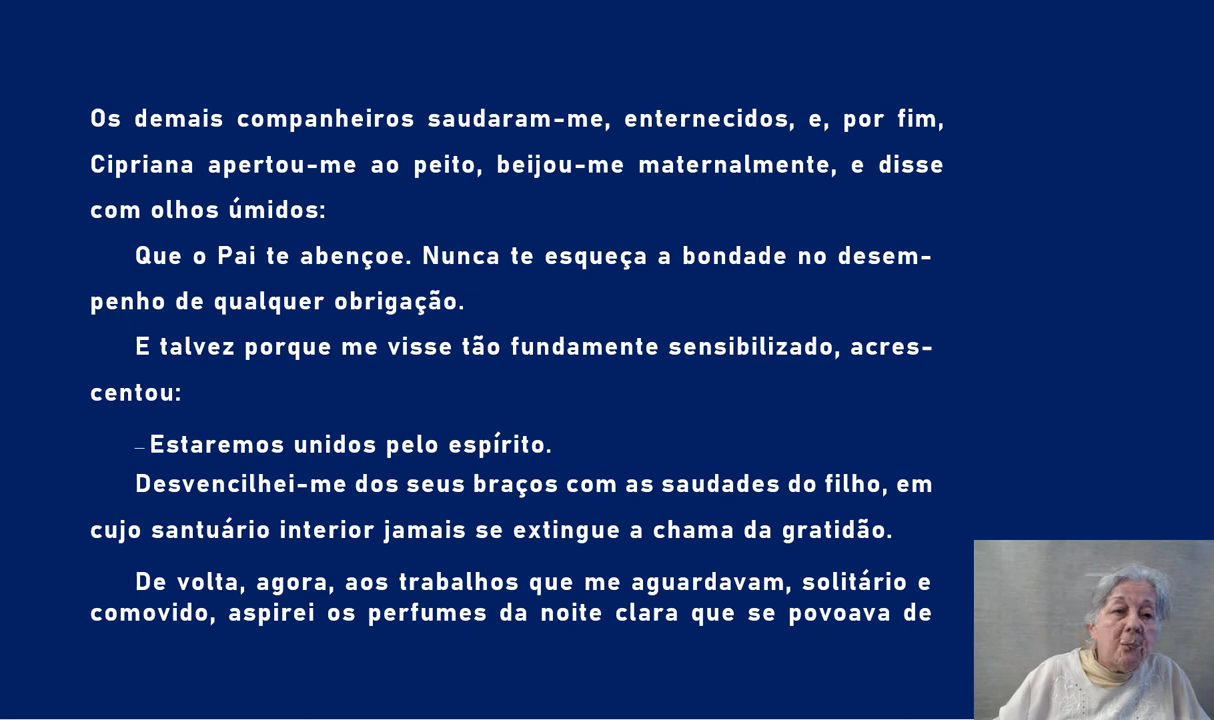 Os demais companheiros saudaram-me, enternecidos, e, por fim,
Cipriana apertou-me ao peito, beijou-me maternalmente, e disse
com olhos úmidos:
Que o Pai te abençoe. Nunca te esqueça a bondade no desem-
penho de qualquer obrigação.
E talvez porque me visse tão fundamente sensibilizado, acres-
centou:
– Estaremos unidos pelo espírito.
Desvencilhei-me dos seus braços com as saudades do filho, em
cujo santuário interior jamais se extingue a chama da gratidão.
De volta, agora, aos trabalhos que me aguardavam, solitário e
comovido, aspirei os perfumes da noite clara que se povoava de